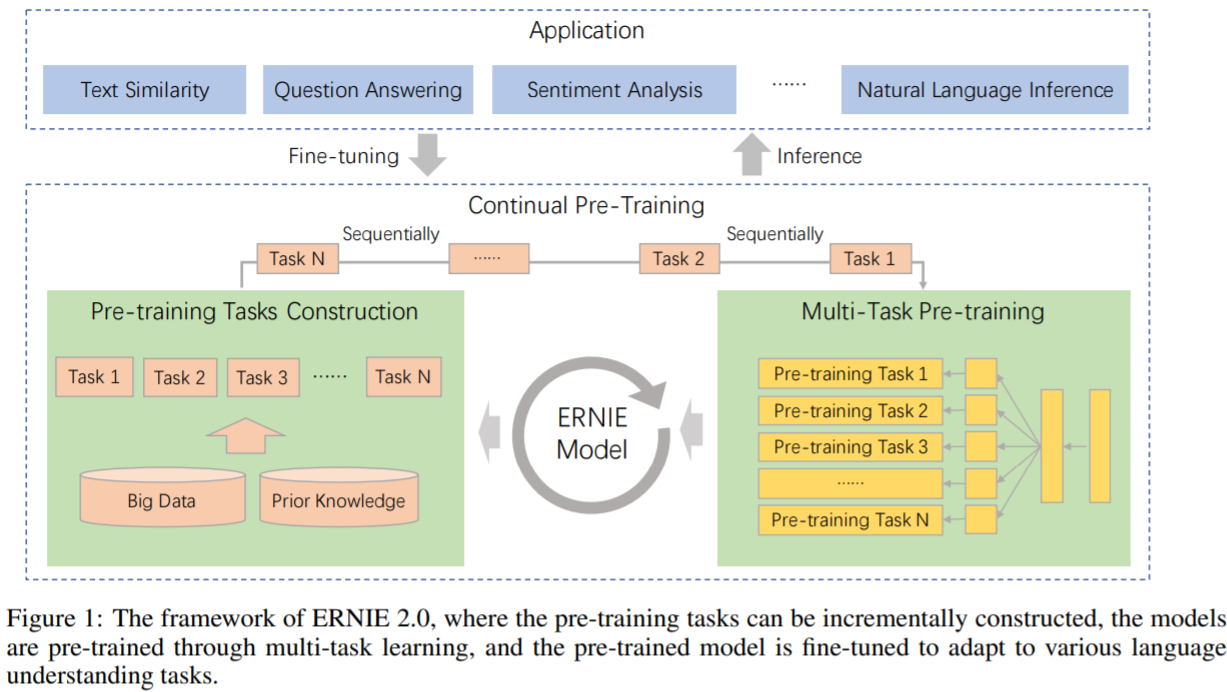 Application
Text Similarity
Question Answering
Sentiment Analysis
······
Natural Language Inference
Fine-tuning
Inference
Continual Pre-Training
Sequentially
Sequentially
Task N
······
Task 2
Task 1
Pre-training Tasks Construction
Task 1
Task 2
Task 3
······
Task N
Big Data
Prior Knowledge
ERNIE
Model
Multi-Task Pre-training
Pre-training Task 1
Pre-training Task 2
Pre-training Task 3
······
Pre-training Task N
Figure 1: The framework of ERNIE 2.0, where the pre-training tasks can be incrementally constructed, the models
are pre-trained through multi-task learning, and the pre-trained model is fine-tuned to adapt to various language
understanding tasks.